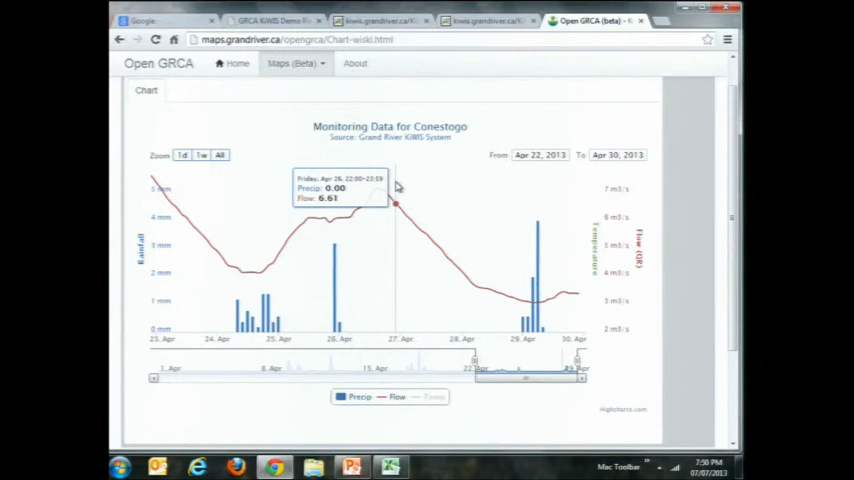 Google
GRCA KiWIS Demo R
kiwis.grandriver.ca/Ki
kiwis.grandriver.ca/Ki
Open GRCA (beta) - K
maps.grandriver.ca/opengrca/Chart-wiski.html
Open GRCA
Home
Maps (Beta)
About
Chart
Monitoring Data for Conestogo
Source: Grand River KiWIS System
Zoom 1d 1w All
From Apr 22, 2013 To Apr 30, 2013
Friday, Apr 26, 22:00-23:59
Precip: 0.00
Flow: 6.61
5 mm
4 mm
3 mm
2 mm
1 mm
0 mm
Rainfall
7 m3/s
6 m3/s
5 m3/s
4 m3/s
3 m3/s
2 m3/s
Temperature
Flow (QR)
23. Apr 24. Apr 25. Apr 26. Apr 27. Apr 28. Apr 29. Apr 30. Apr
1. Apr 8. Apr 15. Apr 22. Apr 29. Apr
Precip Flow Temp
Highcharts.com
Mac Toolbar
7:50 PM
07/07/2013